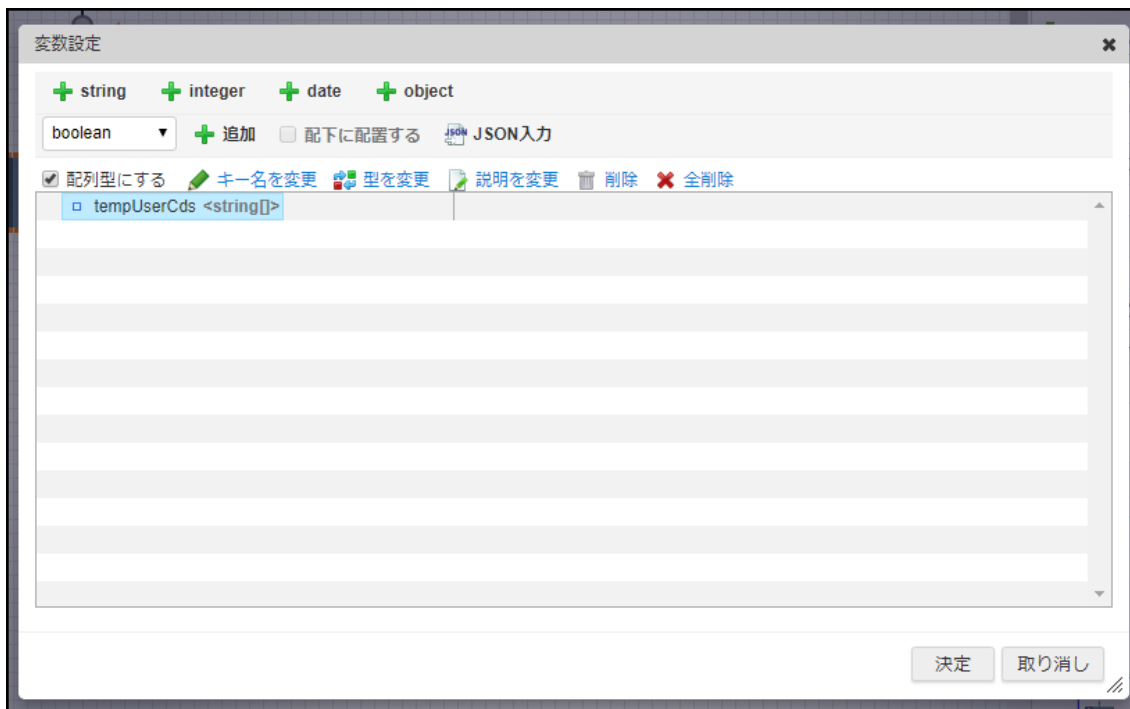 変数設定
string integer date object
boolean 追加 配下に配置する JSON入力
配列型にする キー名を変更 型を変更 説明を変更 削除 全削除
tempUserCds <string[]>
決定 取り消し